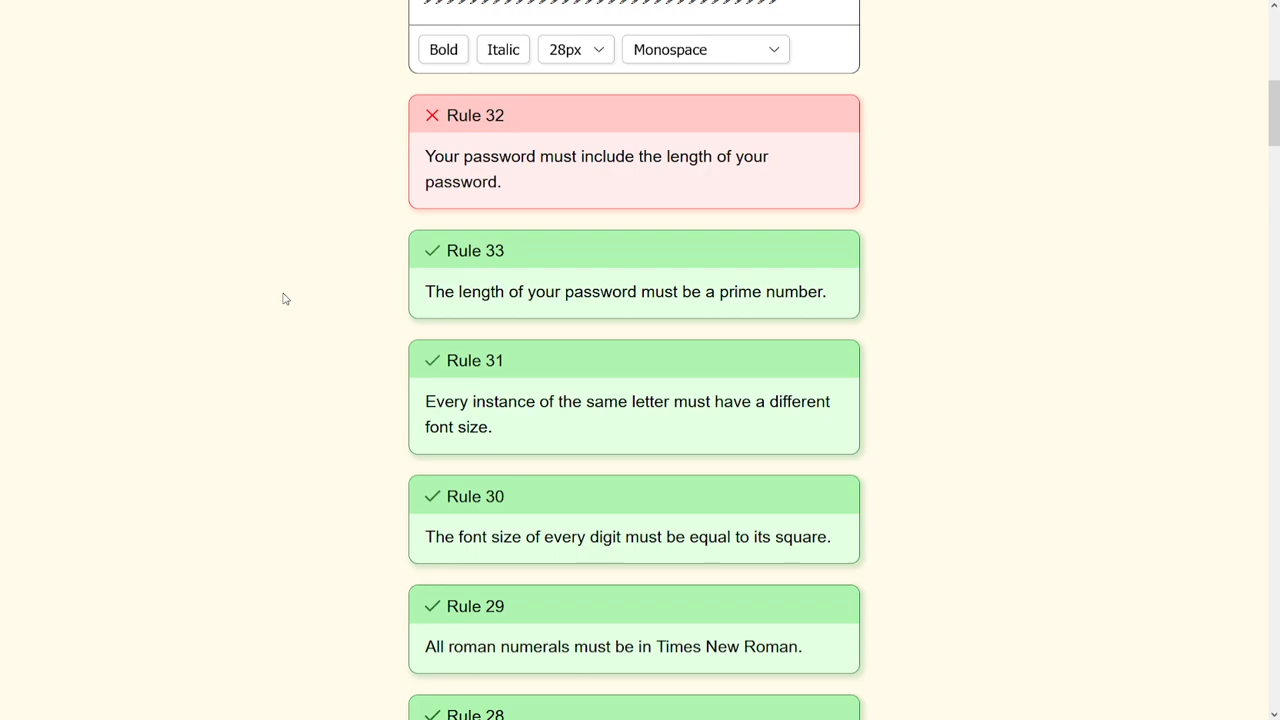 Bold Italic 28px Monospace
Rule 32
Your password must include the length of your
password.
Rule 33
The length of your password must be a prime number.
Rule 31
Every instance of the same letter must have a different
font size.
Rule 30
The font size of every digit must be equal to its square.
Rule 29
All roman numerals must be in Times New Roman.
Rule 28